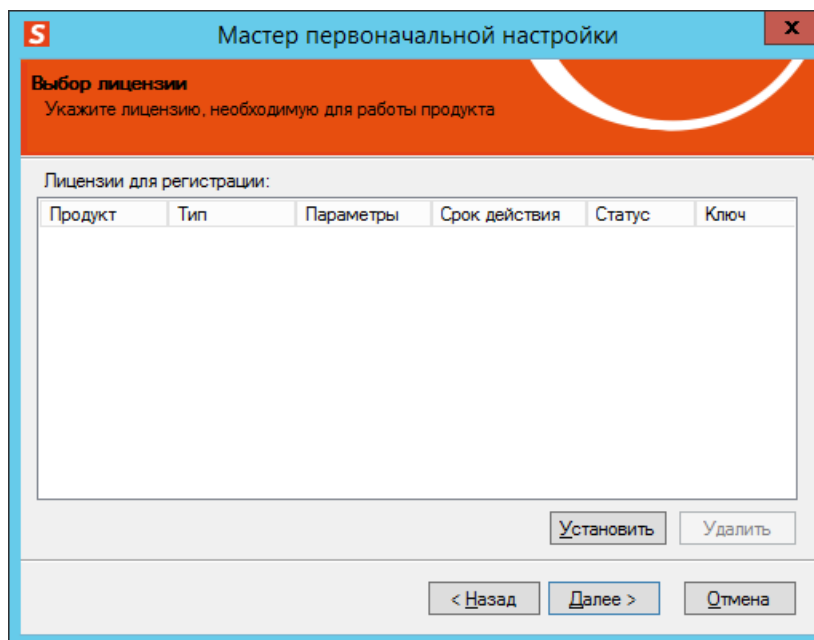 S
Мастер первоначальной настройки
x
Выбор лицензии
Укажите лицензию, необходимую для работы продукта
Лицензии для регистрации:
Продукт Тип Параметры Срок действия Статус Ключ
Установить Удалить
< Назад Далее > Отмена